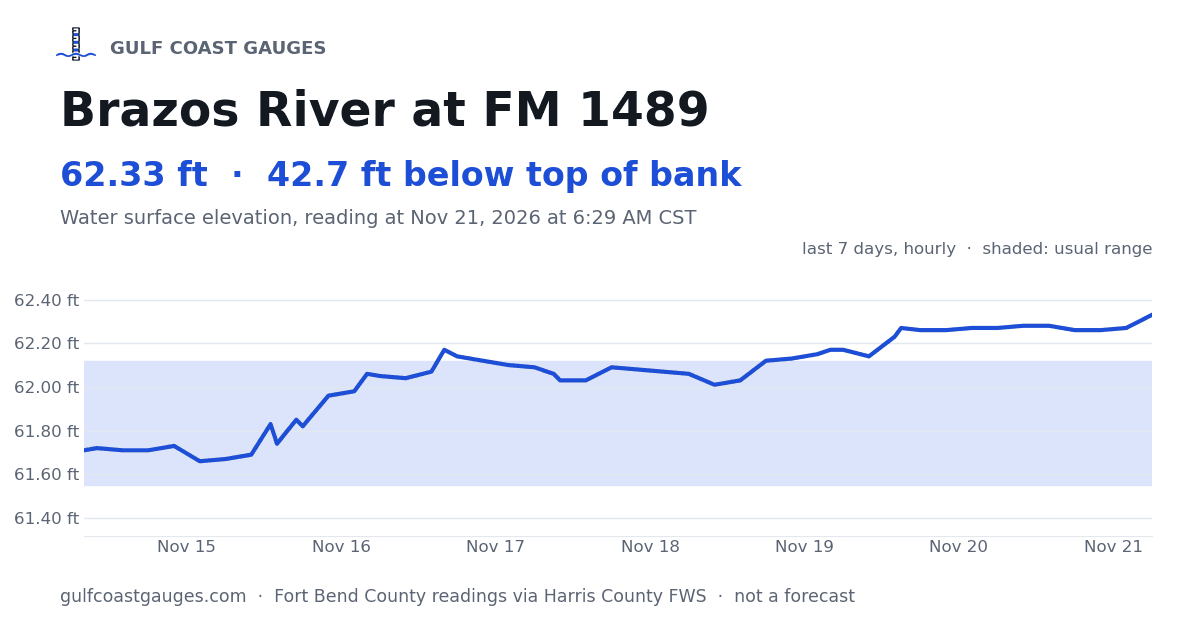 GULF COAST GAUGES
Brazos River at FM 1489
62.33 ft · 42.7 ft below top of bank
Water surface elevation, reading at Nov 21, 2026 at 6:29 AM CST
last 7 days, hourly · shaded: usual range
62.40 ft
62.20 ft
62.00 ft
61.80 ft
61.60 ft
61.40 ft
Nov 15 Nov 16 Nov 17 Nov 18 Nov 19 Nov 20 Nov 21
gulfcoastgauges.com · Fort Bend County readings via Harris County FWS · not a forecast